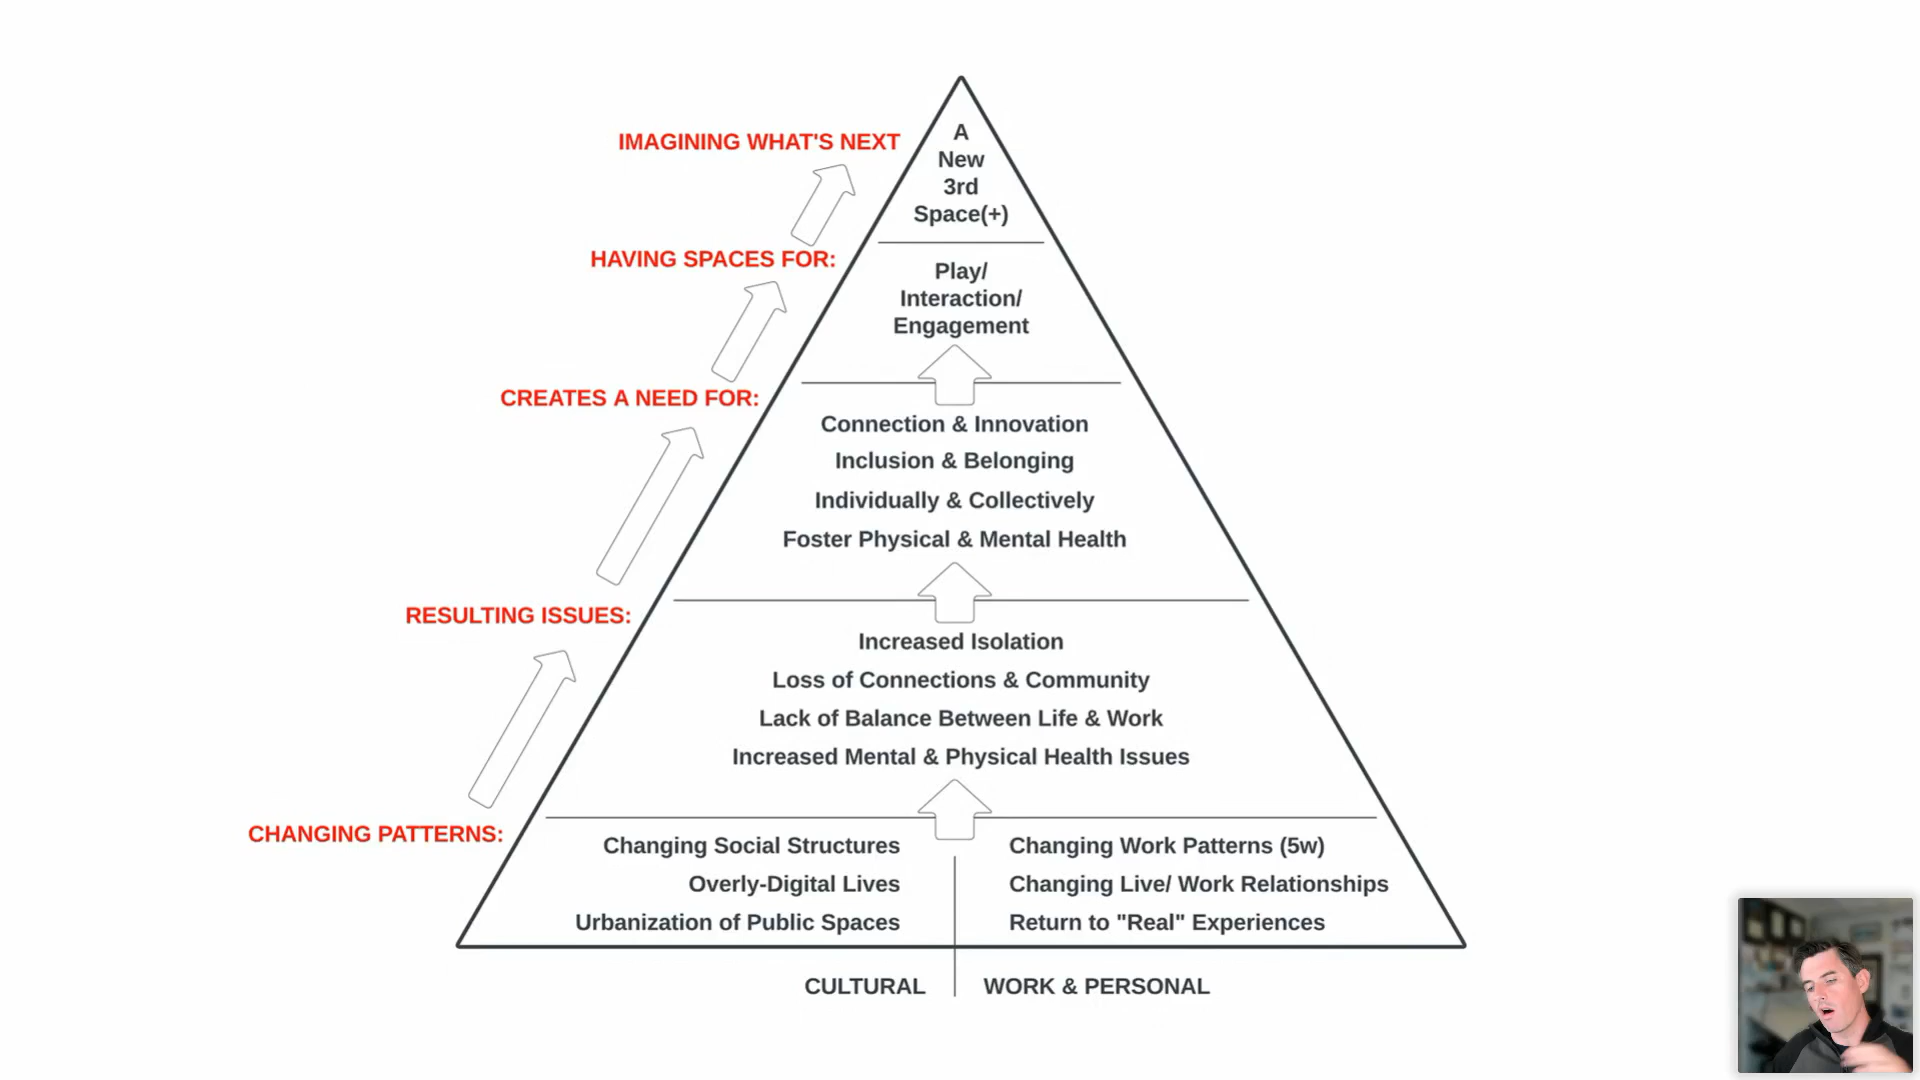 IMAGINING WHAT'S NEXT
A
New
3rd
Space(+)
HAVING SPACES FOR:
Play/
Interaction/
Engagement
CREATES A NEED FOR:
Connection & Innovation
Inclusion & Belonging
Individually & Collectively
Foster Physical & Mental Health
RESULTING ISSUES:
Increased Isolation
Loss of Connections & Community
Lack of Balance Between Life & Work
Increased Mental & Physical Health Issues
CHANGING PATTERNS:
Changing Social Structures
Overly-Digital Lives
Urbanization of Public Spaces
Changing Work Patterns (5w)
Changing Live/ Work Relationships
Return to "Real" Experiences
CULTURAL
WORK & PERSONAL